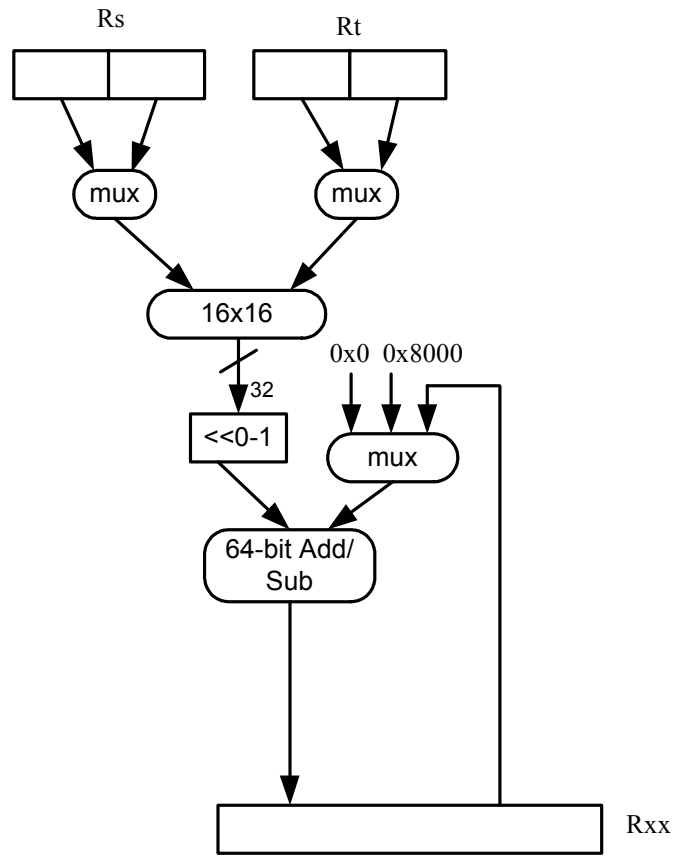 Rs
Rt
mux
mux
16x16
32
0x0 0x8000
<<0-1
mux
64-bit Add/
Sub
Rxx